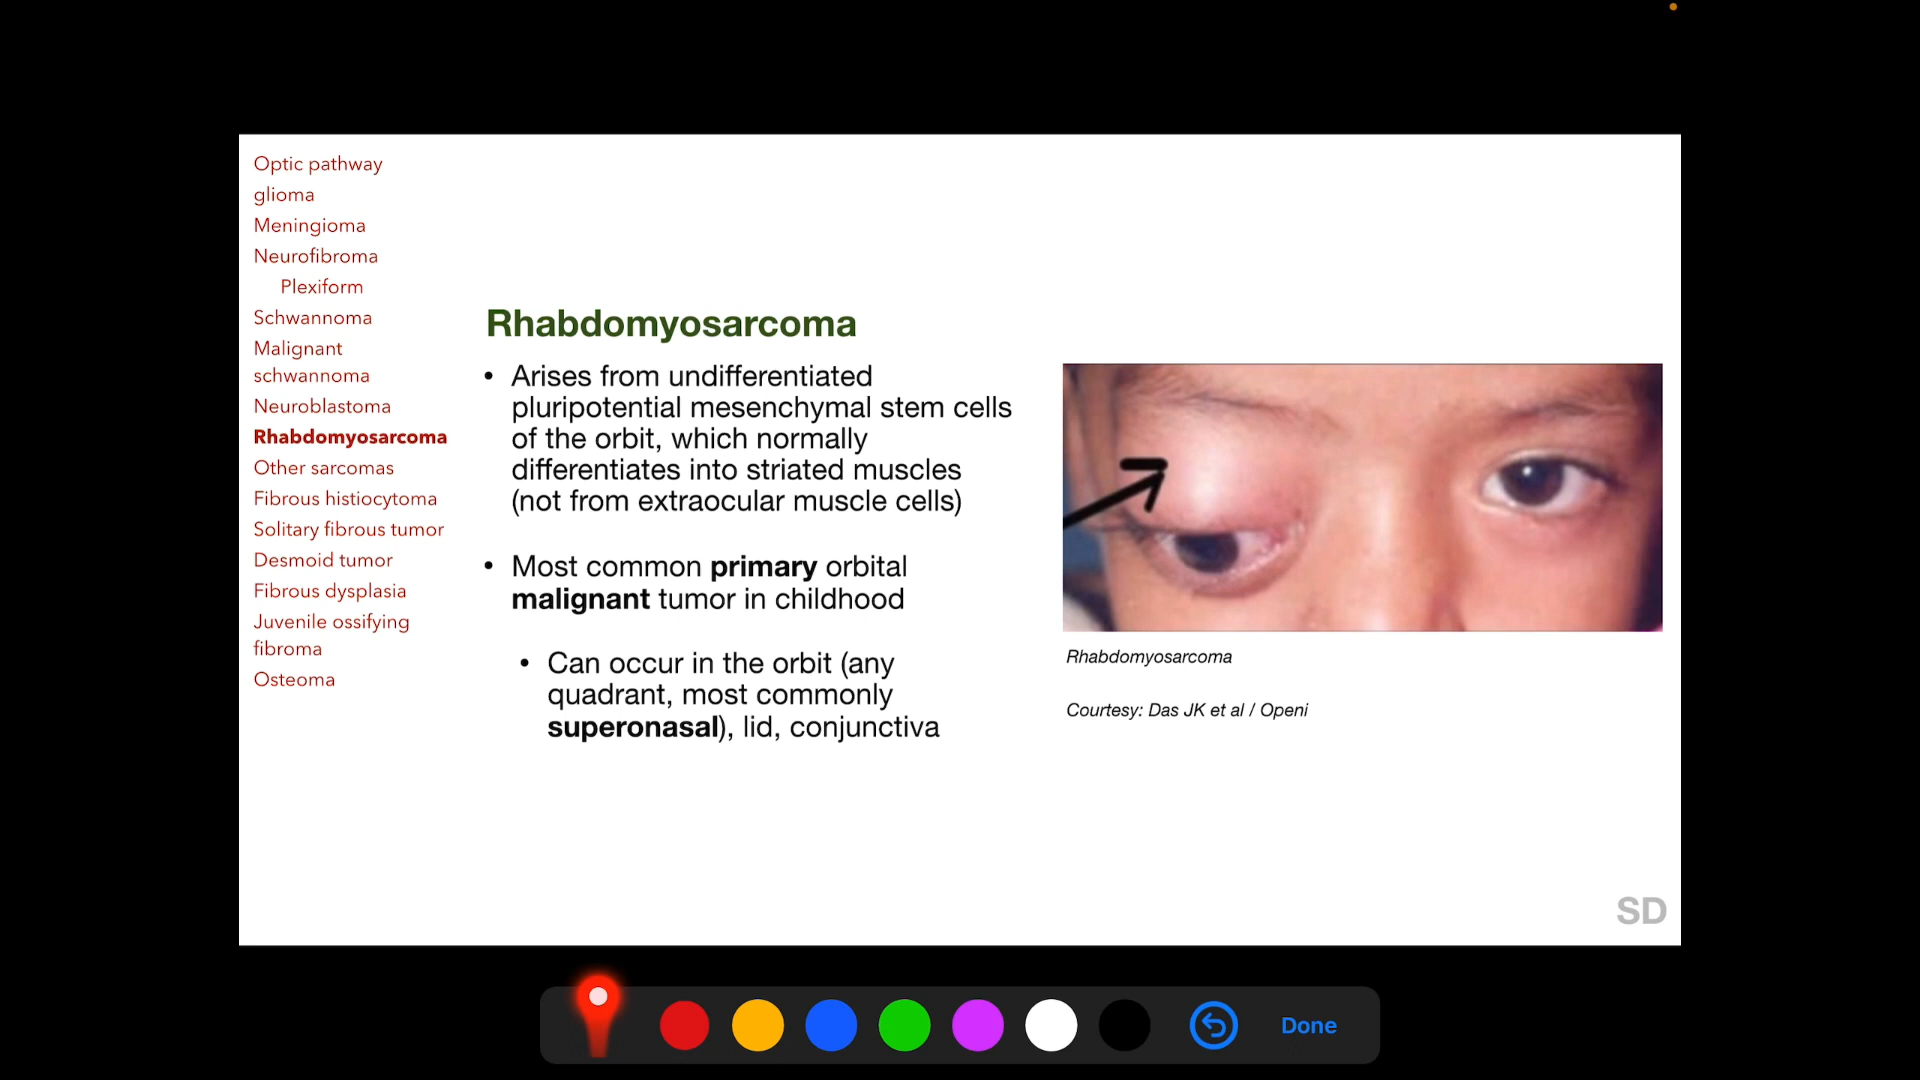 Optic pathway
glioma
Meningioma
Neurofibroma
Plexiform
Schwannoma
Malignant
schwannoma
Neuroblastoma
Rhabdomyosarcoma
Other sarcomas
Fibrous histiocytoma
Solitary fibrous tumor
Desmoid tumor
Fibrous dysplasia
Juvenile ossifying
fibroma
Osteoma
Rhabdomyosarcoma
• Arises from undifferentiated
pluripotential mesenchymal stem cells
of the orbit, which normally
differentiates into striated muscles
(not from extraocular muscle cells)
• Most common primary orbital
malignant tumor in childhood
• Can occur in the orbit (any
quadrant, most commonly
superonasal), lid, conjunctiva
Rhabdomyosarcoma
Courtesy: Das JK et al / Openi
SD
Done